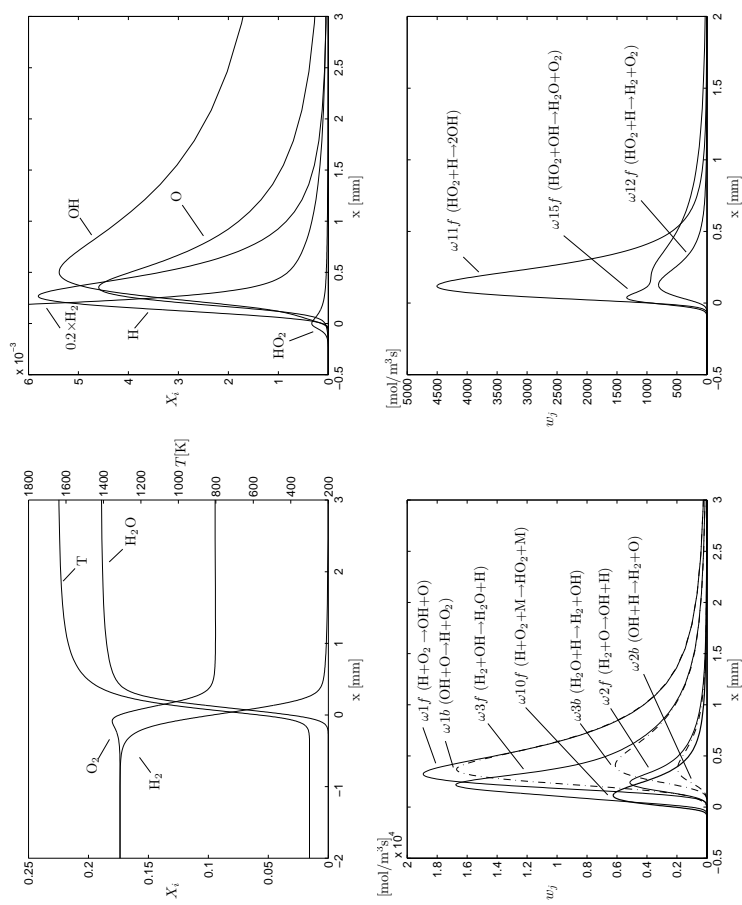 0.25
0.2
0.15
0.1
0.05
0
X_i
O₂
H₂
T
H₂O
1800
1600
1400
1200
1000
800
600
400
200
T[K]
−2
−1
0
1
2
3
x [mm]
x 10⁻³
6
5
4
3
2
1
0
X_i
0.2×H₂
H
HO₂
OH
O
−0.5
0
0.5
1
1.5
2
2.5
3
x [mm]
[mol/m³s]
x 10⁴
2
1.8
1.6
1.4
1.2
1
0.8
0.6
0.4
0.2
0
w_j
ω1f (H+O₂→OH+O)
ω1b (OH+O→H+O₂)
ω3f (H₂+OH→H₂O+H)
ω10f (H+O₂+M→HO₂+M)
ω3b (H₂O+H→H₂+OH)
ω2f (H₂+O→OH+H)
ω2b (OH+H→H₂+O)
−0.5
0
0.5
1
1.5
2
2.5
3
x [mm]
[mol/m³s]
5000
4500
4000
3500
3000
2500
2000
1500
1000
500
0
w_j
ω11f (HO₂+H→2OH)
ω15f (HO₂+OH→H₂O+O₂)
ω12f (HO₂+H→H₂+O₂)
−0.5
0
0.5
1
1.5
2
x [mm]